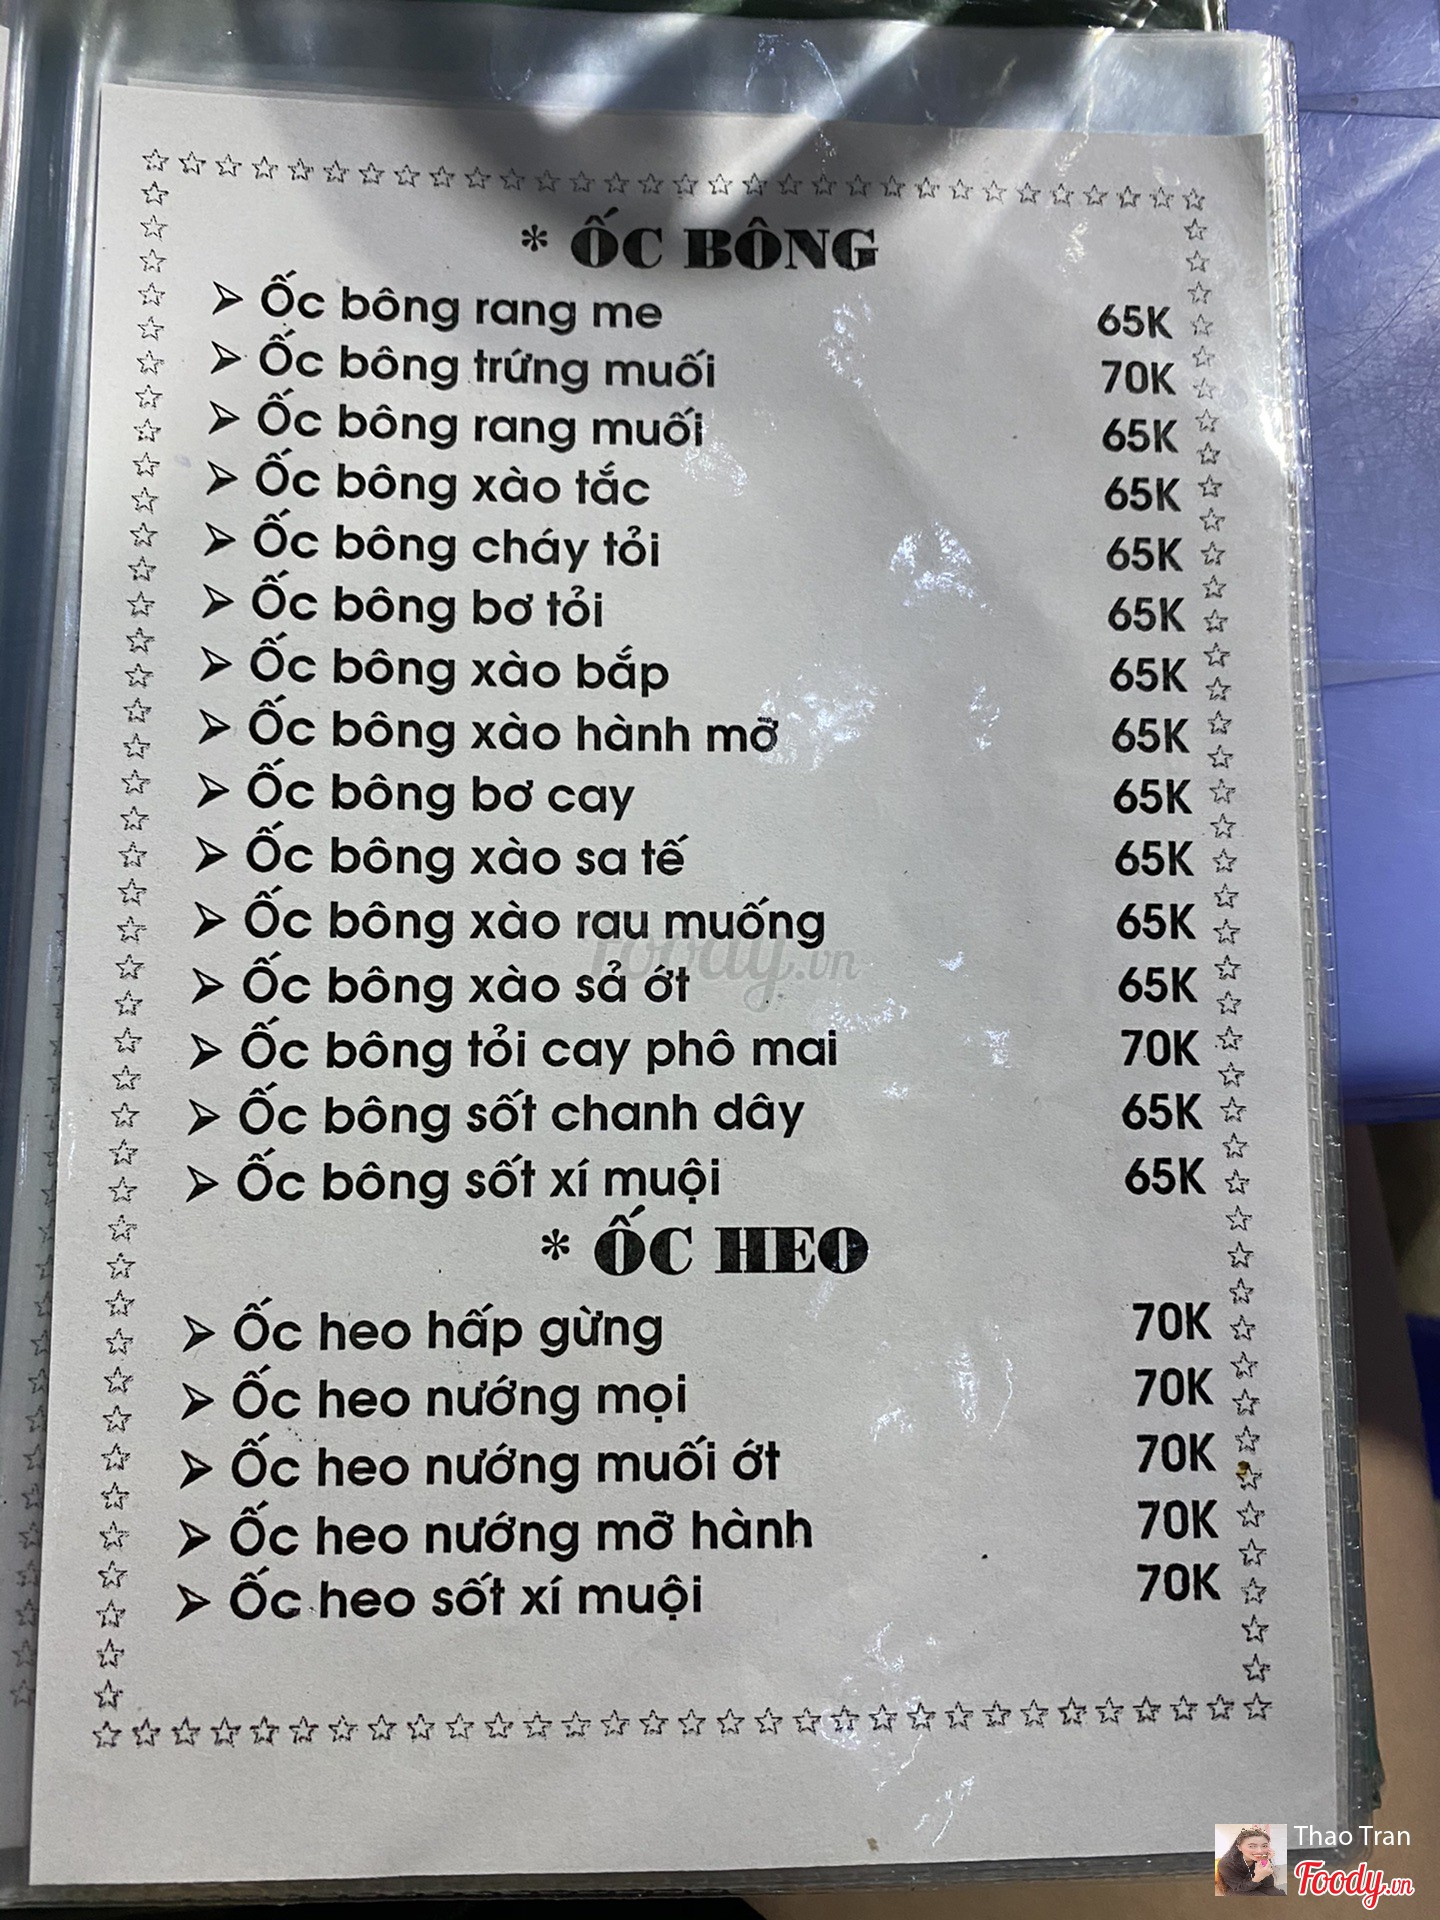 * ỐC BÔNG
➢ Ốc bông rang me 65K
➢ Ốc bông trứng muối 70K
➢ Ốc bông rang muối 65K
➢ Ốc bông xào tắc 65K
➢ Ốc bông cháy tỏi 65K
➢ Ốc bông bơ tỏi 65K
➢ Ốc bông xào bắp 65K
➢ Ốc bông xào hành mỡ 65K
➢ Ốc bông bơ cay 65K
➢ Ốc bông xào sa tế 65K
➢ Ốc bông xào rau muống 65K
foody.vn
➢ Ốc bông xào sả ớt 65K
➢ Ốc bông tỏi cay phô mai 70K
➢ Ốc bông sốt chanh dây 65K
➢ Ốc bông sốt xí muội 65K
* ỐC HEO
➢ Ốc heo hấp gừng 70K
➢ Ốc heo nướng mọi 70K
➢ Ốc heo nướng muối ớt 70K
➢ Ốc heo nướng mỡ hành 70K
➢ Ốc heo sốt xí muội 70K
Thao Tran
Foody.vn